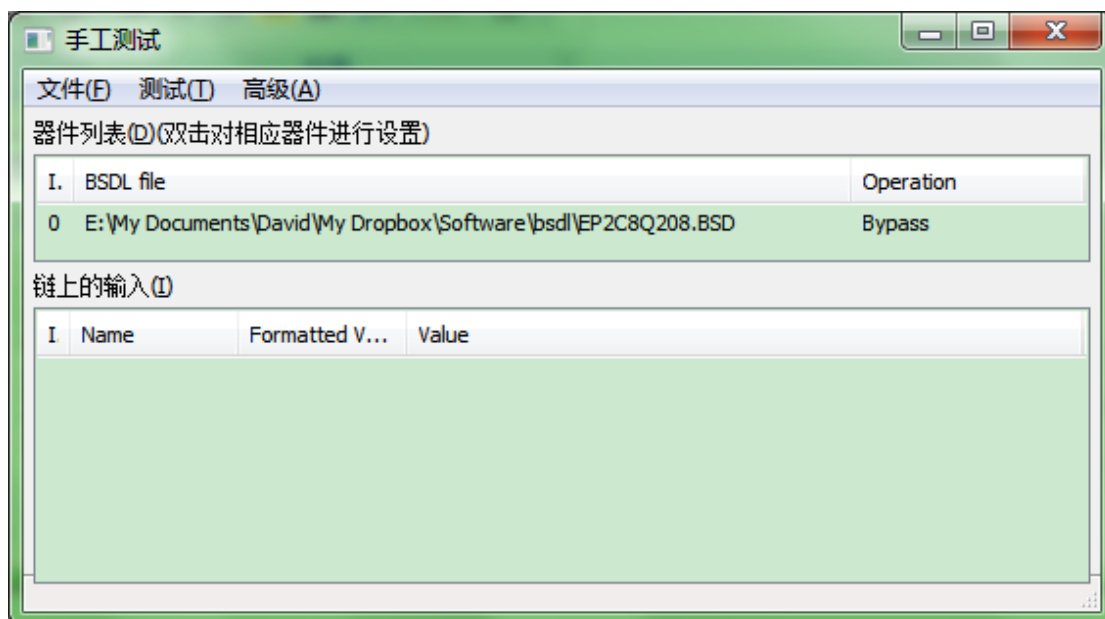 手工测试
文件(F) 测试(T) 高级(A)
器件列表(D)(双击对相应器件进行设置)
I. BSDL file Operation
0 E:\My Documents\David\My Dropbox\Software\bsdl\EP2C8Q208.BSD Bypass
链上的输入(I)
I. Name Formatted V... Value